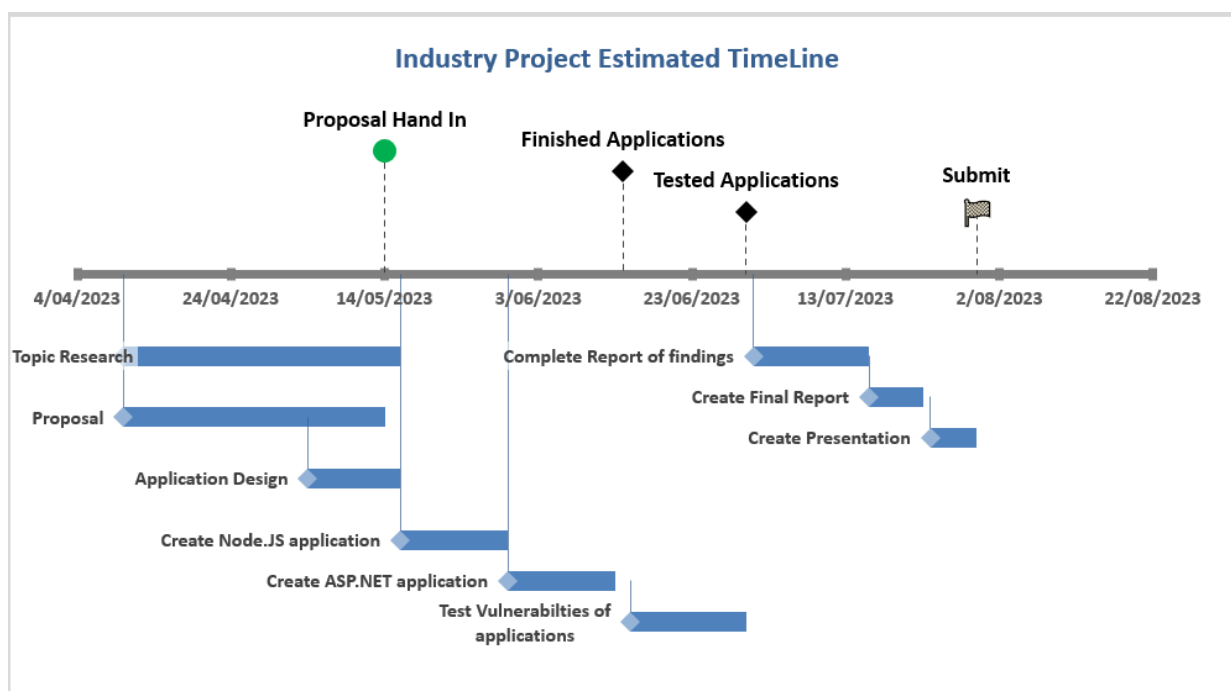 Industry Project Estimated TimeLine
Proposal Hand In
Finished Applications
Tested Applications
Submit
4/04/2023
24/04/2023
14/05/2023
3/06/2023
23/06/2023
13/07/2023
2/08/2023
22/08/2023
Topic Research
Complete Report of findings
Create Final Report
Proposal
Create Presentation
Application Design
Create Node.JS application
Create ASP.NET application
Test Vulnerabilties of
applications